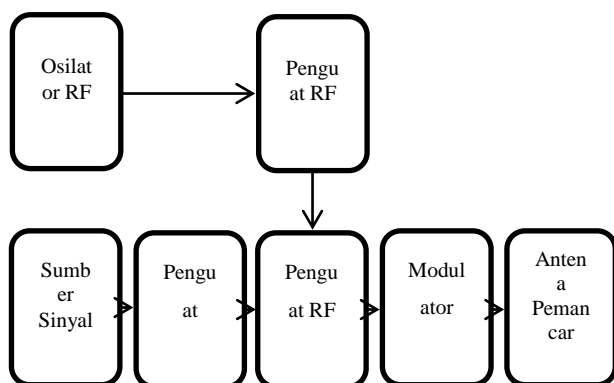 Osilat
or RF
Pengu
at RF
Sumb
er
Sinyal
Pengu
at
Pengu
at RF
Modul
ator
Anten
a
Peman
car